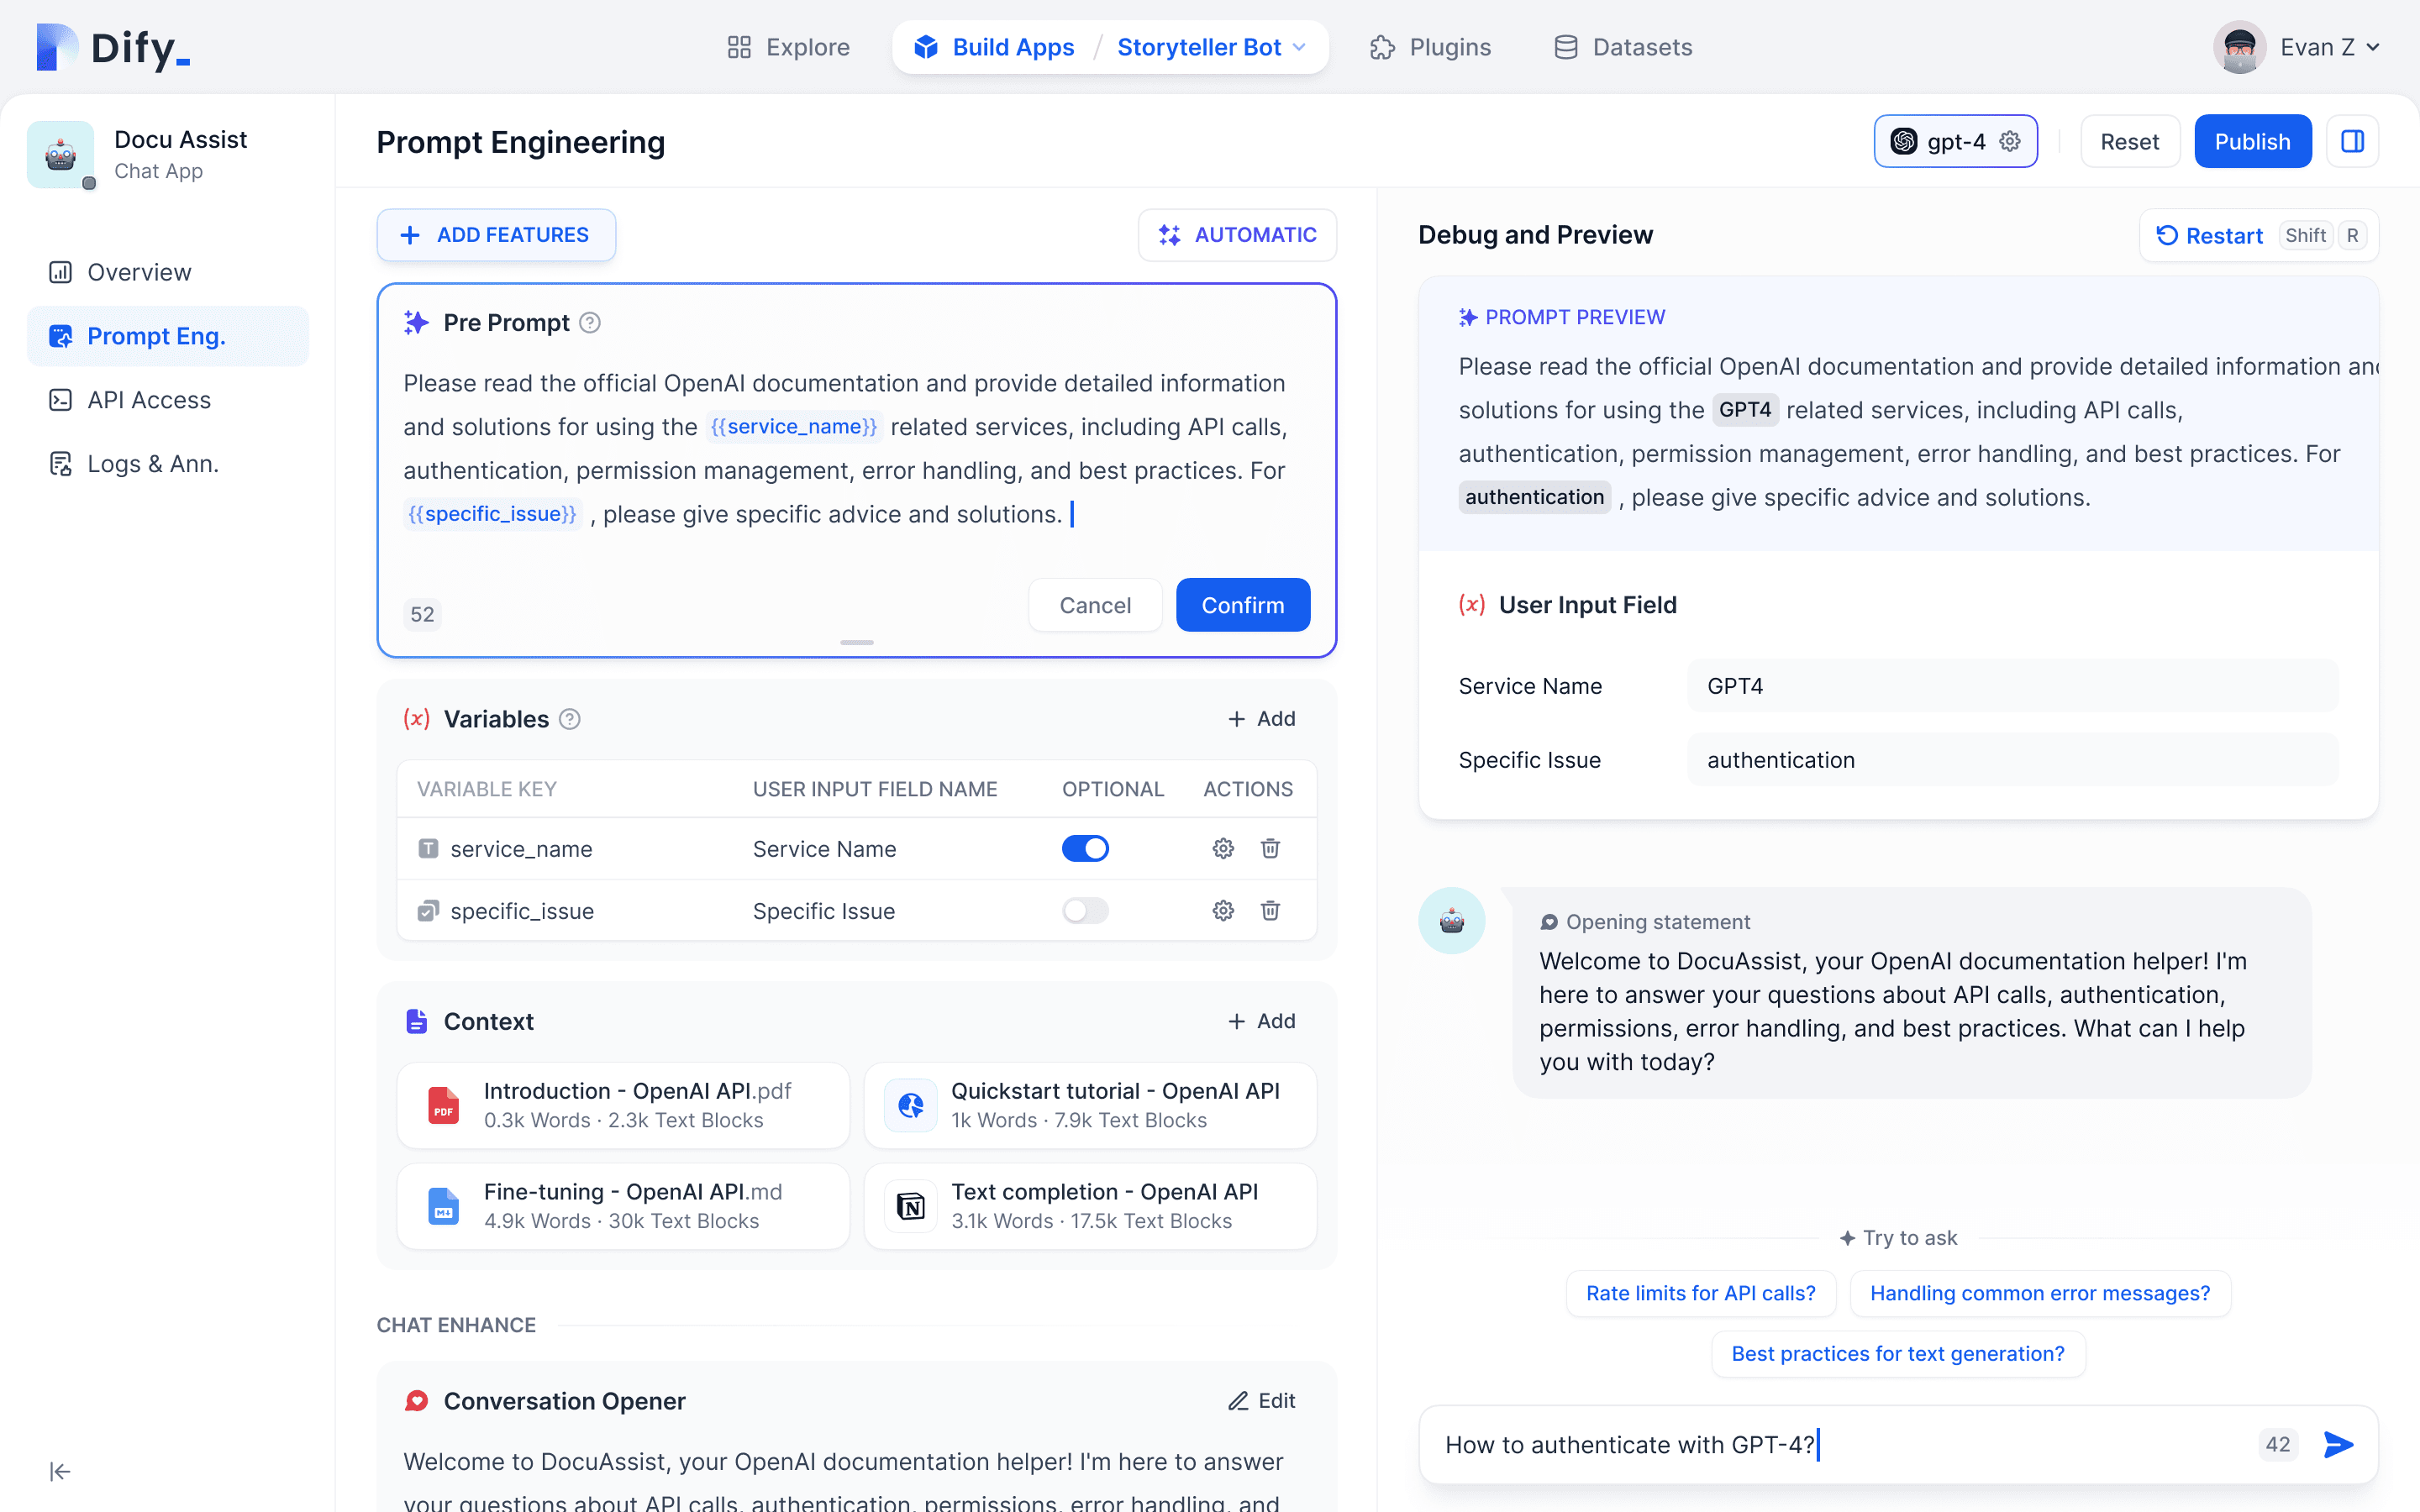 Dify_
Explore
Build Apps / Storyteller Bot
Plugins
Datasets
Evan Z
Docu Assist
Chat App
Overview
Prompt Eng.
API Access
Logs & Ann.
Prompt Engineering
gpt-4
Reset
Publish
ADD FEATURES
AUTOMATIC
Pre Prompt
Please read the official OpenAI documentation and provide detailed information
and solutions for using the {{service_name}} related services, including API calls,
authentication, permission management, error handling, and best practices. For
{{specific_issue}} , please give specific advice and solutions.
52
Cancel
Confirm
(x) Variables
+ Add
VARIABLE KEY USER INPUT FIELD NAME OPTIONAL ACTIONS
T service_name Service Name
specific_issue Specific Issue
Context
+ Add
Introduction - OpenAI API.pdf
PDF
0.3k Words · 2.3k Text Blocks
Quickstart tutorial - OpenAI API
1k Words · 7.9k Text Blocks
Fine-tuning - OpenAI API.md
M↓
4.9k Words · 30k Text Blocks
Text completion - OpenAI API
N
3.1k Words · 17.5k Text Blocks
CHAT ENHANCE
Conversation Opener
Edit
Welcome to DocuAssist, your OpenAI documentation helper! I'm here to answer
your questions about API calls, authentication, permissions, error handling, and
Debug and Preview
Restart Shift R
PROMPT PREVIEW
Please read the official OpenAI documentation and provide detailed information and
solutions for using the GPT4 related services, including API calls,
authentication, permission management, error handling, and best practices. For
authentication , please give specific advice and solutions.
(x) User Input Field
Service Name GPT4
Specific Issue authentication
Opening statement
Welcome to DocuAssist, your OpenAI documentation helper! I'm
here to answer your questions about API calls, authentication,
permissions, error handling, and best practices. What can I help
you with today?
Try to ask
Rate limits for API calls?
Handling common error messages?
Best practices for text generation?
How to authenticate with GPT-4?
42